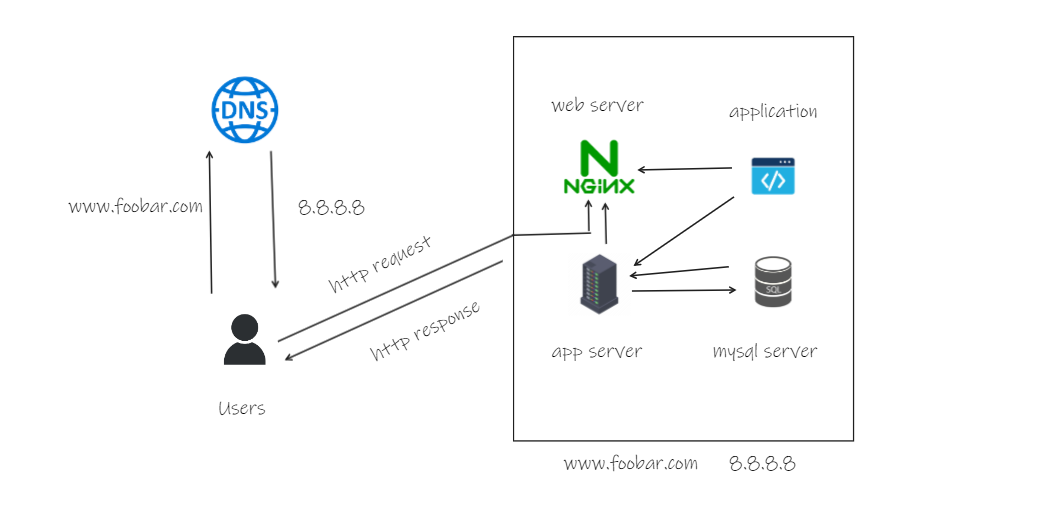 DNS
www.foobar.com
8.8.8.8
http request
http response
Users
web server
application
N
NGINX
</>
SQL
app server
mysql server
www.foobar.com 8.8.8.8